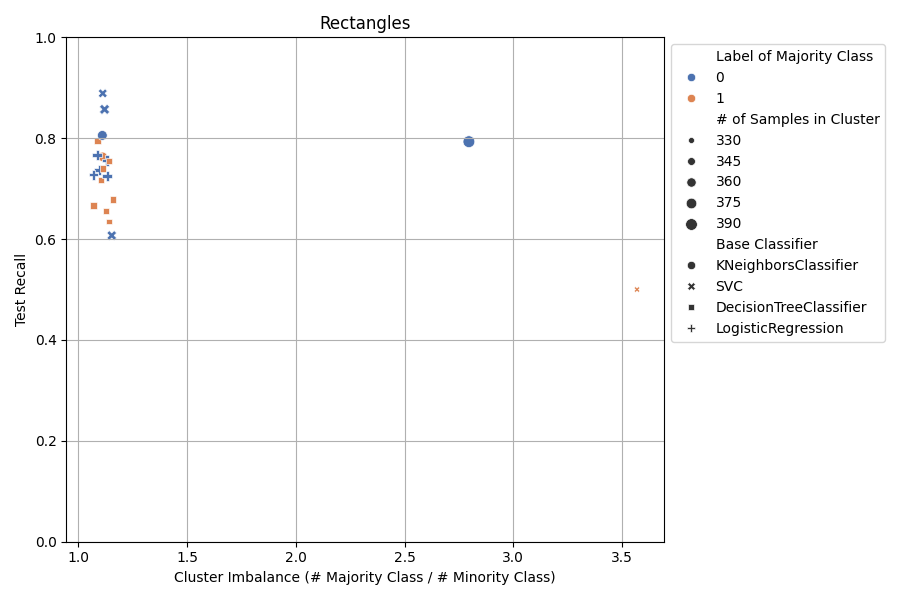 Rectangles
1.0
0.8
0.6
0.4
0.2
0.0
Test Recall
1.0 1.5 2.0 2.5 3.0 3.5
Cluster Imbalance (# Majority Class / # Minority Class)
Label of Majority Class
0
1
# of Samples in Cluster
330
345
360
375
390
Base Classifier
KNeighborsClassifier
SVC
DecisionTreeClassifier
LogisticRegression